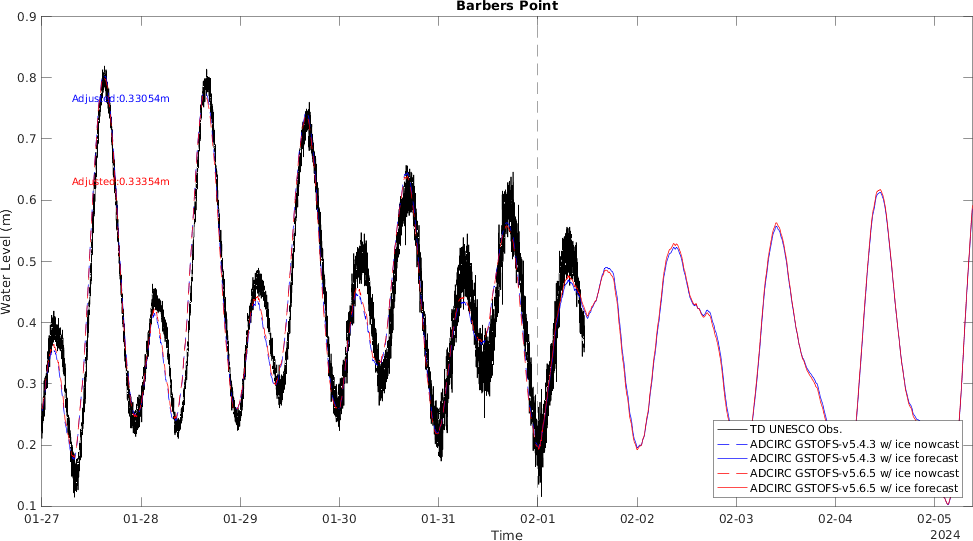 Barbers Point
0.9
0.8
0.7
0.6
0.5
0.4
0.3
0.2
0.1
Water Level (m)
Adjusted:0.33054m
Adjusted:0.33354m
TD UNESCO Obs.
ADCIRC GSTOFS-v5.4.3 w/ ice nowcast
ADCIRC GSTOFS-v5.4.3 w/ ice forecast
ADCIRC GSTOFS-v5.6.5 w/ ice nowcast
ADCIRC GSTOFS-v5.6.5 w/ ice forecast
01-27 01-28 01-29 01-30 01-31 02-01 02-02 02-03 02-04 02-05
2024
Time